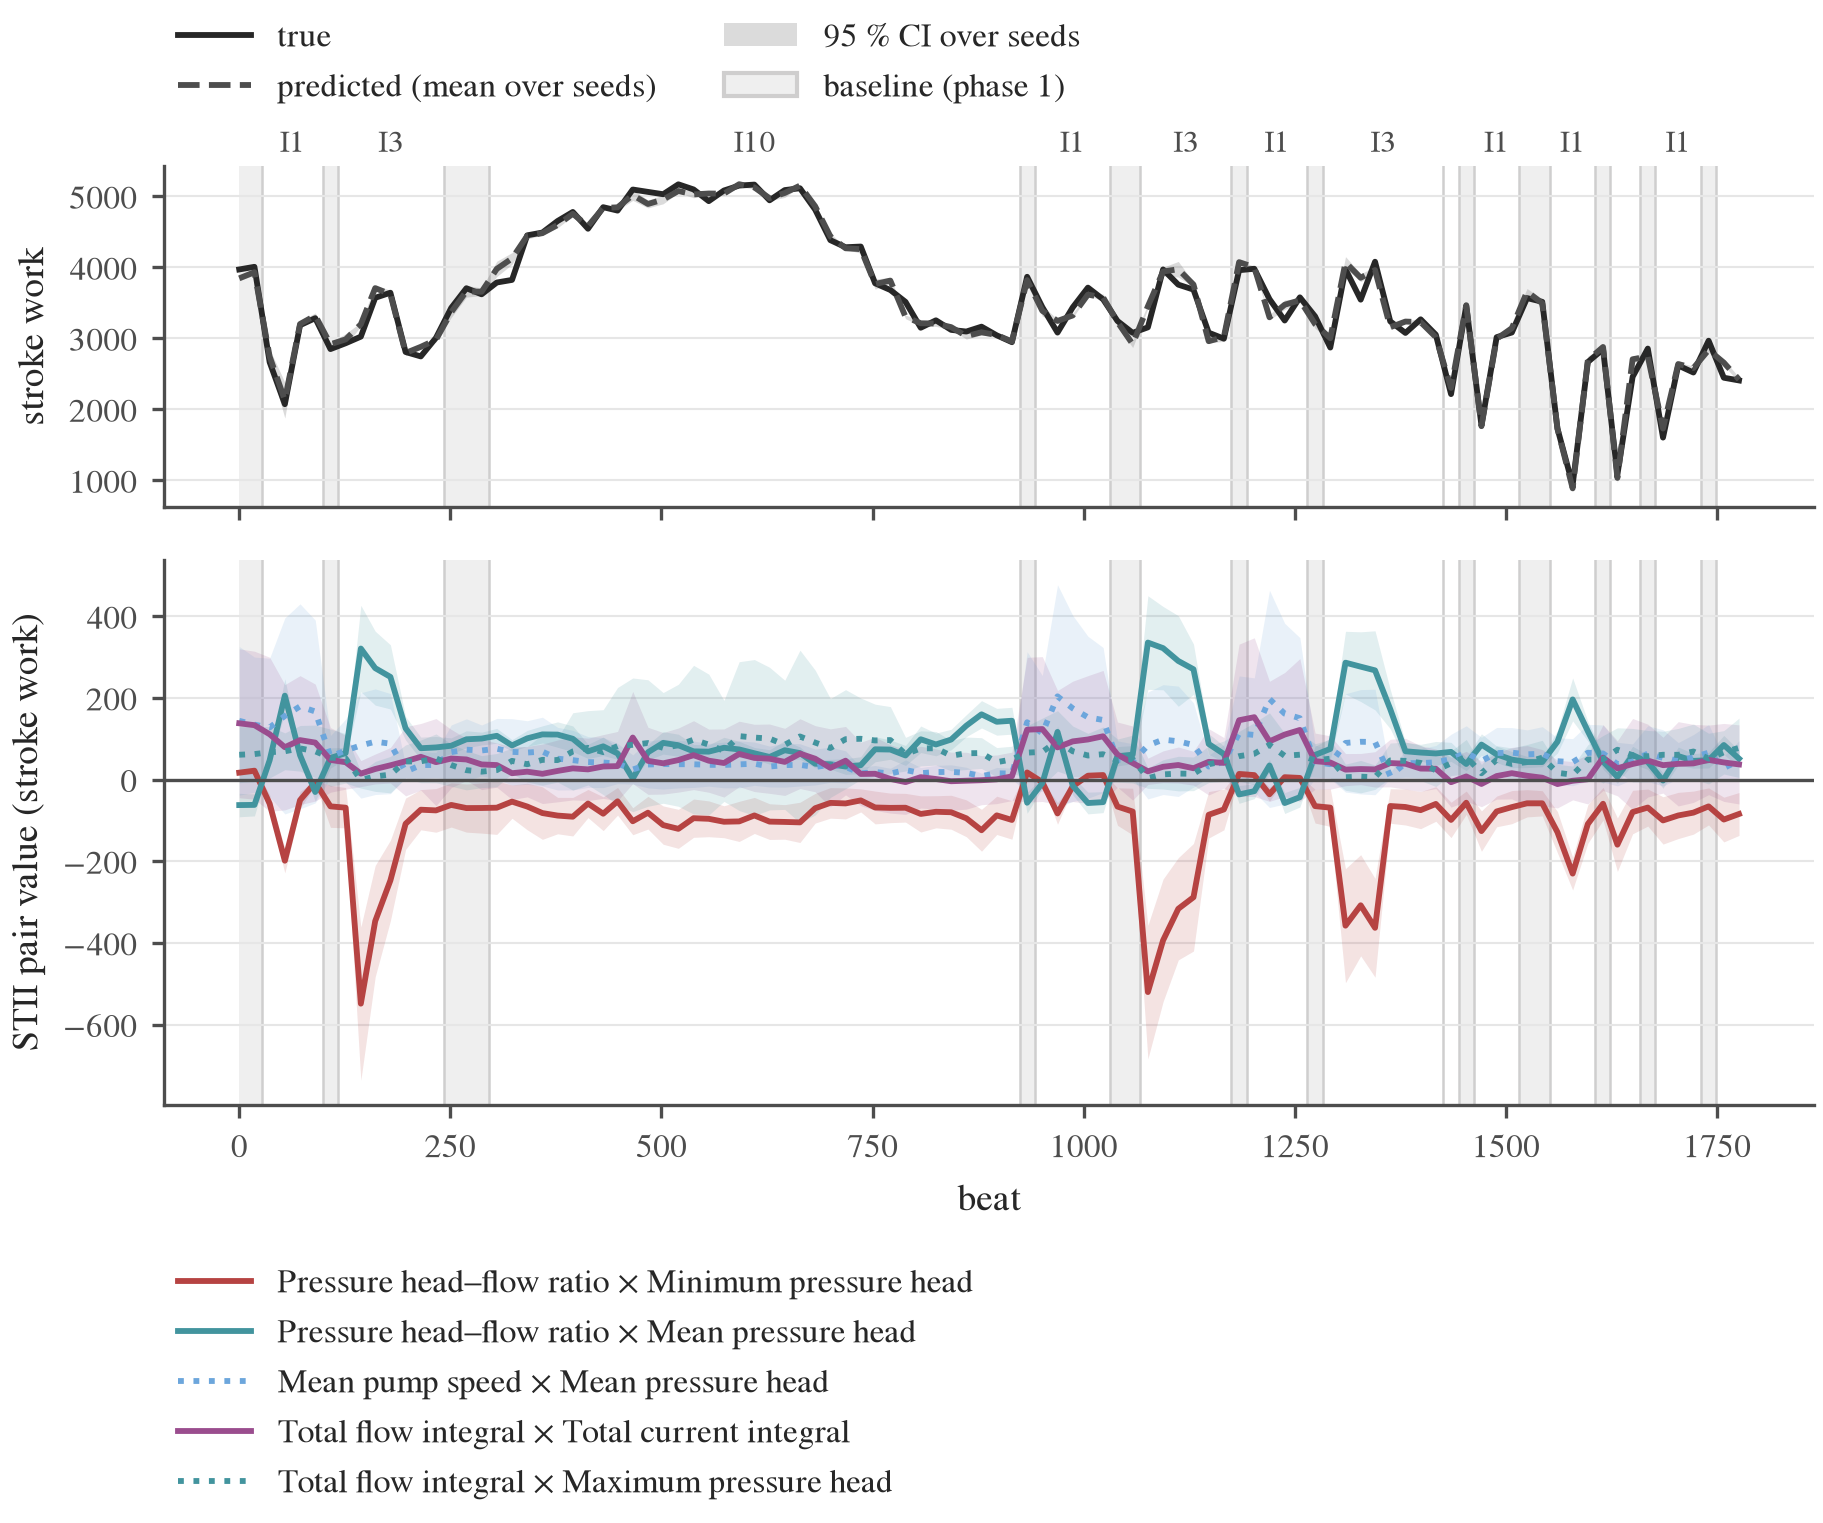 true
95 % CI over seeds
predicted (mean over seeds)
baseline (phase 1)
I1 I3 I10 I1 I3 I1 I3 I1 I1 I1
5000
4000
3000
2000
1000
stroke work
400
200
0
−200
−400
−600
STII pair value (stroke work)
0 250 500 750 1000 1250 1500 1750
beat
Pressure head–flow ratio × Minimum pressure head
Pressure head–flow ratio × Mean pressure head
Mean pump speed × Mean pressure head
Total flow integral × Total current integral
Total flow integral × Maximum pressure head